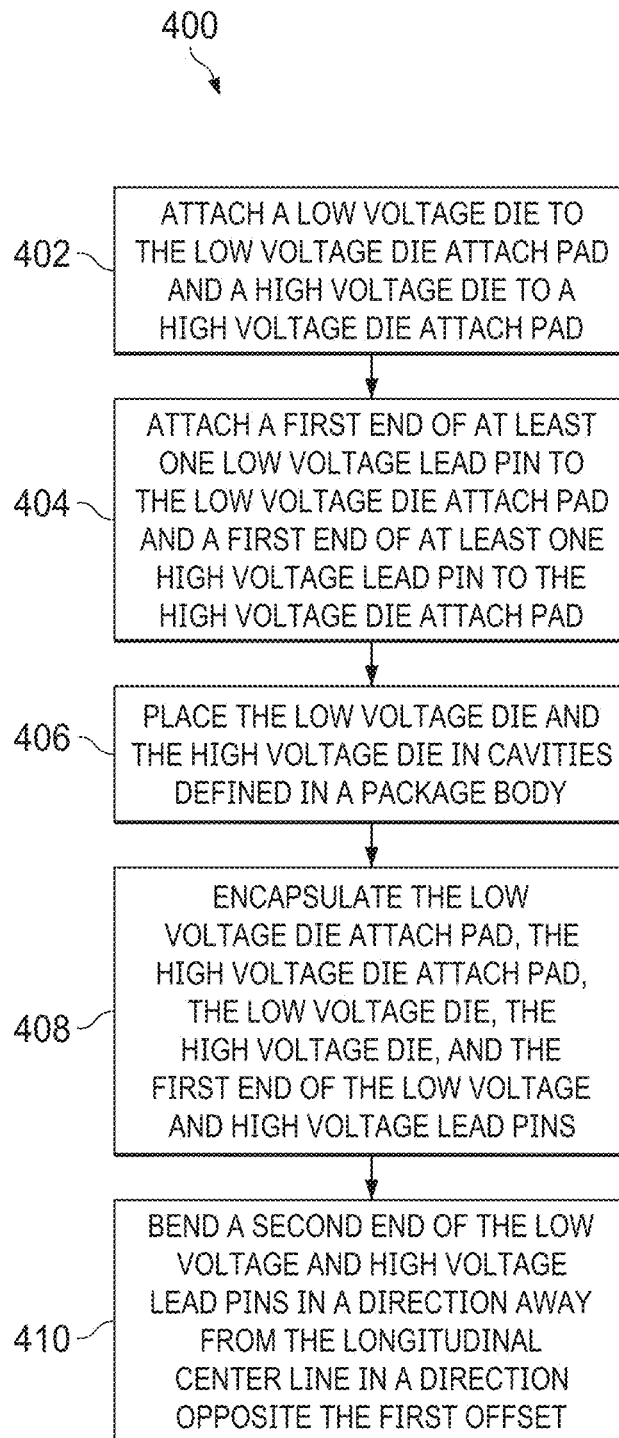 400
402
ATTACH A LOW VOLTAGE DIE TO
THE LOW VOLTAGE DIE ATTACH PAD
AND A HIGH VOLTAGE DIE TO A
HIGH VOLTAGE DIE ATTACH PAD
404
ATTACH A FIRST END OF AT LEAST
ONE LOW VOLTAGE LEAD PIN TO
THE LOW VOLTAGE DIE ATTACH PAD
AND A FIRST END OF AT LEAST ONE
HIGH VOLTAGE LEAD PIN TO THE
HIGH VOLTAGE DIE ATTACH PAD
406
PLACE THE LOW VOLTAGE DIE AND
THE HIGH VOLTAGE DIE IN CAVITIES
DEFINED IN A PACKAGE BODY
408
ENCAPSULATE THE LOW
VOLTAGE DIE ATTACH PAD, THE
HIGH VOLTAGE DIE ATTACH PAD,
THE LOW VOLTAGE DIE, THE
HIGH VOLTAGE DIE, AND THE
FIRST END OF THE LOW VOLTAGE
AND HIGH VOLTAGE LEAD PINS
410
BEND A SECOND END OF THE LOW
VOLTAGE AND HIGH VOLTAGE
LEAD PINS IN A DIRECTION AWAY
FROM THE LONGITUDINAL
CENTER LINE IN A DIRECTION
OPPOSITE THE FIRST OFFSET